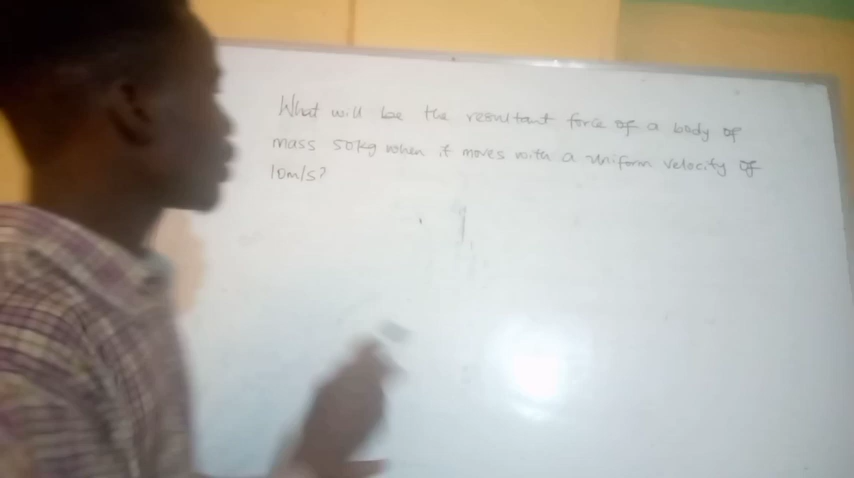 What will be the resultant force of a body of
mass 50kg when it moves with a uniform velocity of
10m/s?